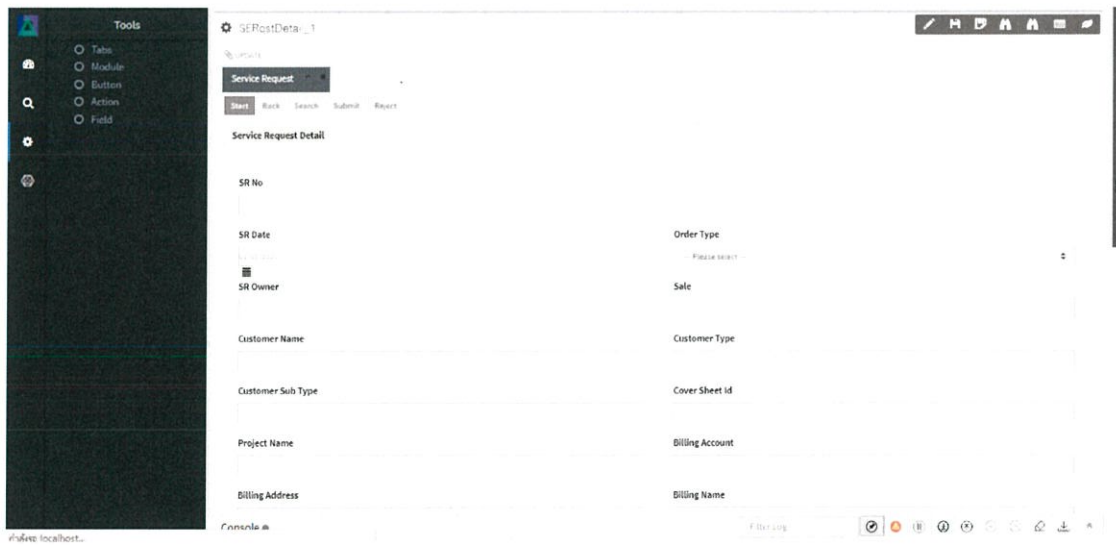 Tools
Tabs
Module
Button
Action
Field
Service Request
Start Back Search Submit Reject
Service Request Detail
SR No
SR Date Order Type
-- Please select --
SR Owner Sale
Customer Name Customer Type
Customer Sub Type Cover Sheet Id
Project Name Billing Account
Billing Address Billing Name
Console
Filter Log
localhost...